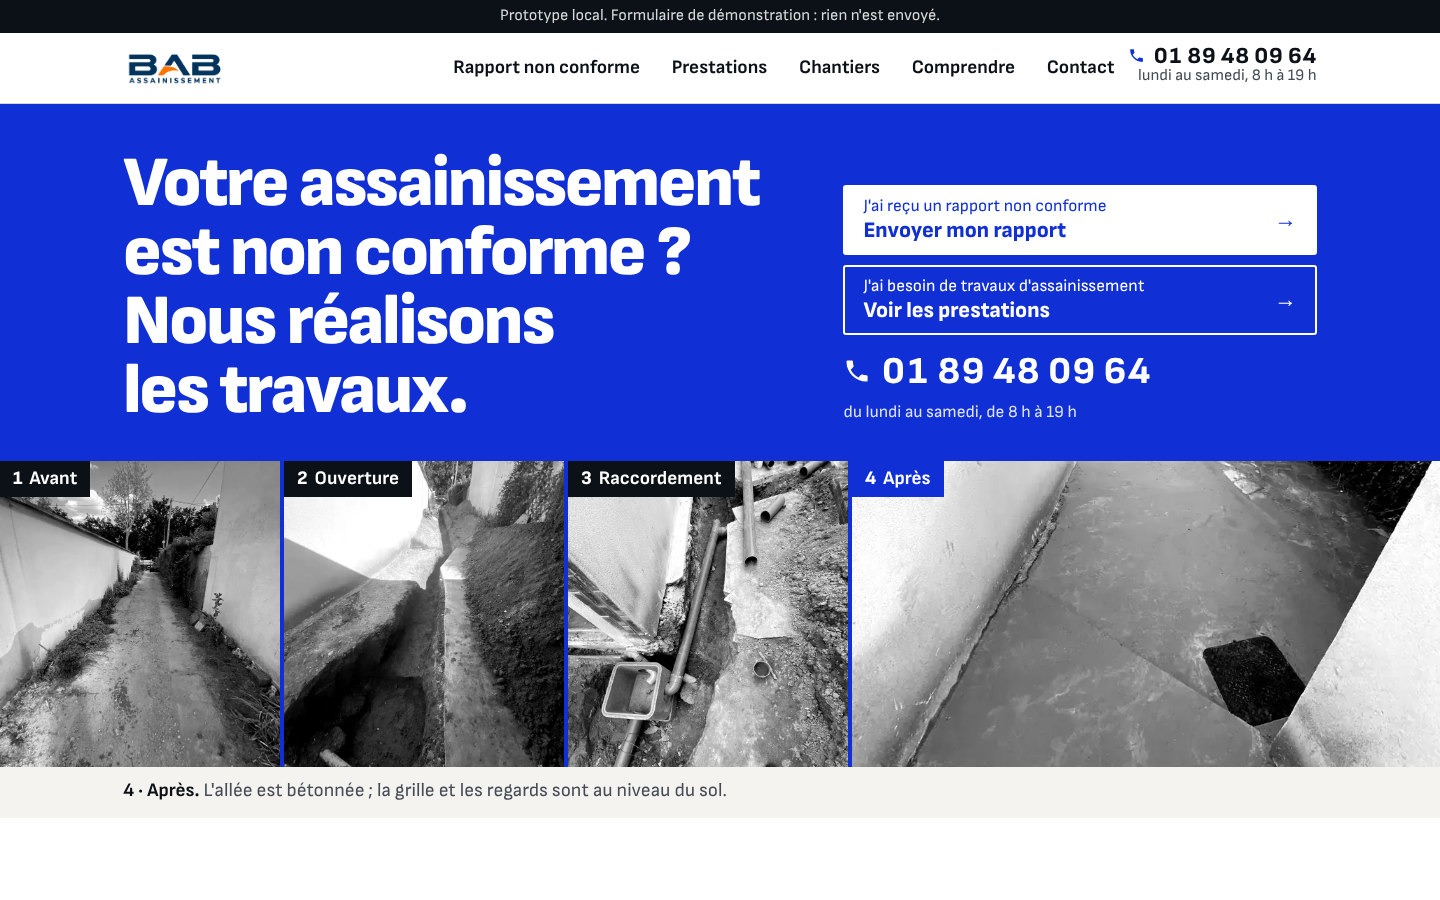 Prototype local. Formulaire de démonstration : rien n'est envoyé.
BAB
ASSAINISSEMENT
Rapport non conforme
Prestations
Chantiers
Comprendre
Contact
01 89 48 09 64
lundi au samedi, 8 h à 19 h
Votre assainissement
est non conforme ?
Nous réalisons
les travaux.
J'ai reçu un rapport non conforme
Envoyer mon rapport →
J'ai besoin de travaux d'assainissement
Voir les prestations →
01 89 48 09 64
du lundi au samedi, de 8 h à 19 h
1 Avant
2 Ouverture
3 Raccordement
4 Après
4 · Après. L'allée est bétonnée ; la grille et les regards sont au niveau du sol.